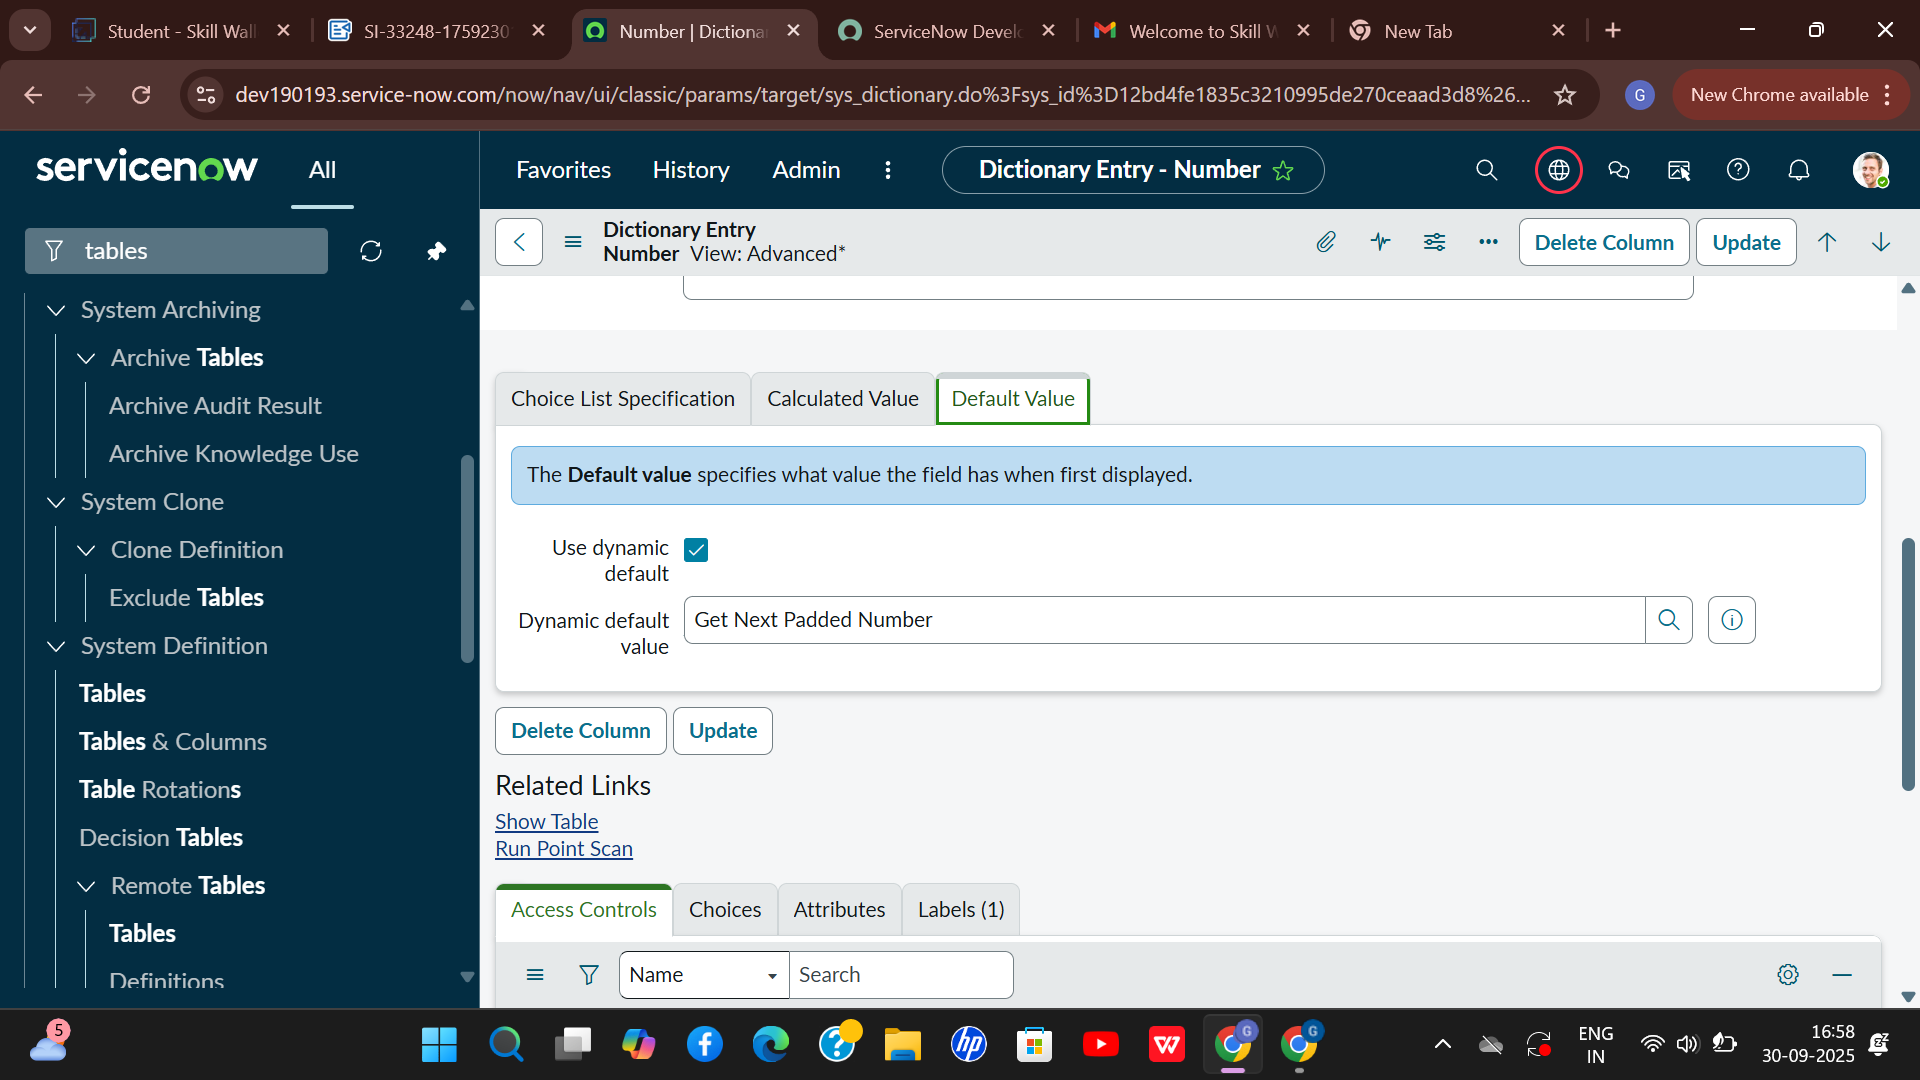 Student - Skill Wall
SI-33248-1759230
Number | Dictiona
ServiceNow Devel
Welcome to Skill W
New Tab
dev190193.service-now.com/now/nav/ui/classic/params/target/sys_dictionary.do%3Fsys_id%3D12bd4fe1835c3210995de270ceaad3d8%26...
G
New Chrome available
servicenow
All
Favorites
History
Admin
Dictionary Entry - Number
tables
Dictionary Entry
Number View: Advanced*
Delete Column
Update
System Archiving
Archive Tables
Archive Audit Result
Archive Knowledge Use
System Clone
Clone Definition
Exclude Tables
System Definition
Tables
Tables & Columns
Table Rotations
Decision Tables
Remote Tables
Tables
Definitions
Choice List Specification
Calculated Value
Default Value
The Default value specifies what value the field has when first displayed.
Use dynamic
default
Dynamic default
value
Get Next Padded Number
Delete Column
Update
Related Links
Show Table
Run Point Scan
Access Controls
Choices
Attributes
Labels (1)
Name
Search
5
hp
G
G
ENG
IN
16:58
30-09-2025